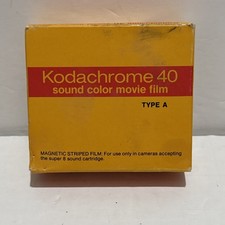 Kodachrome 40
sound color movie film
TYPE A
MAGNETIC STRIPED FILM: For use only in cameras accepting
the super 8 sound cartridge.